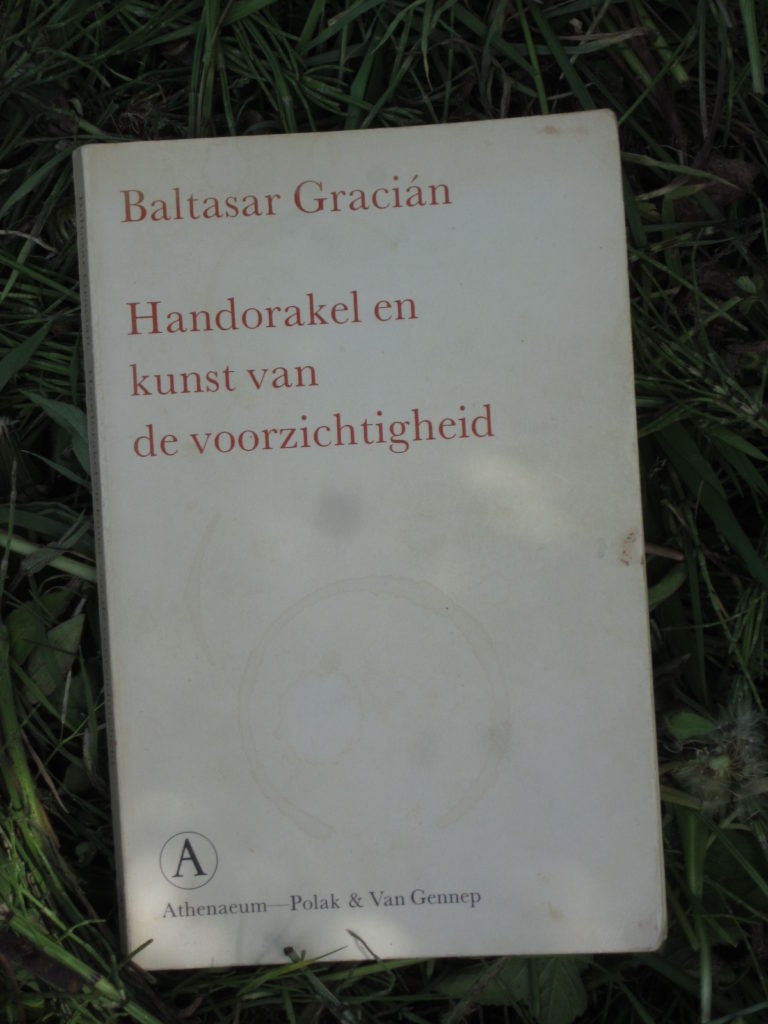 Baltasar Gracián
Handorakel en
kunst van
de voorzichtigheid
A
Athenaeum—Polak & Van Gennep